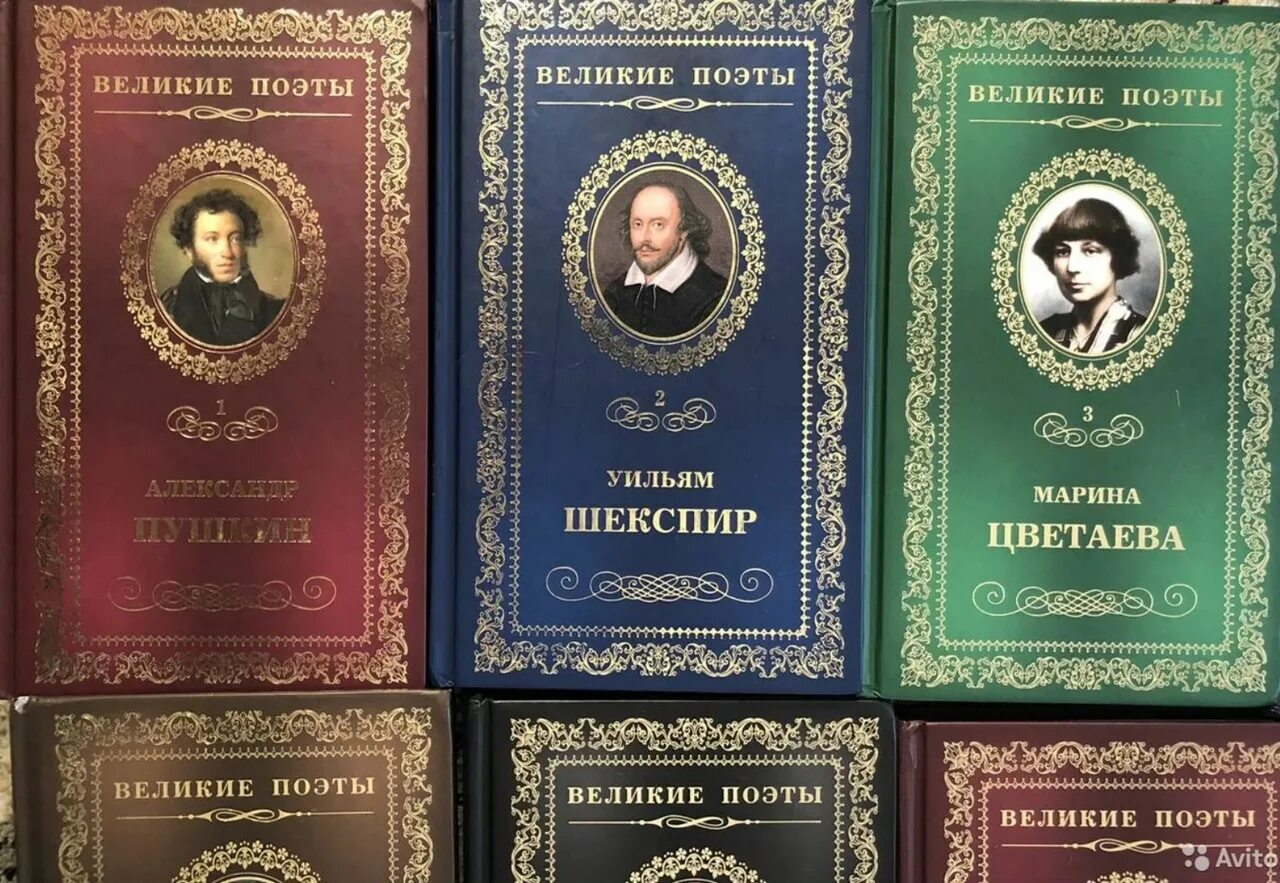 ВЕЛИКИЕ ПОЭТЫ
1
АЛЕКСАНДР
ПУШКИН
ВЕЛИКИЕ ПОЭТЫ
2
УИЛЬЯМ
ШЕКСПИР
ВЕЛИКИЕ ПОЭТЫ
3
МАРИНА
ЦВЕТАЕВА
ВЕЛИКИЕ ПОЭТЫ
ВЕЛИКИЕ ПОЭТЫ
ВЕЛИКИЕ ПОЭТЫ
Avito